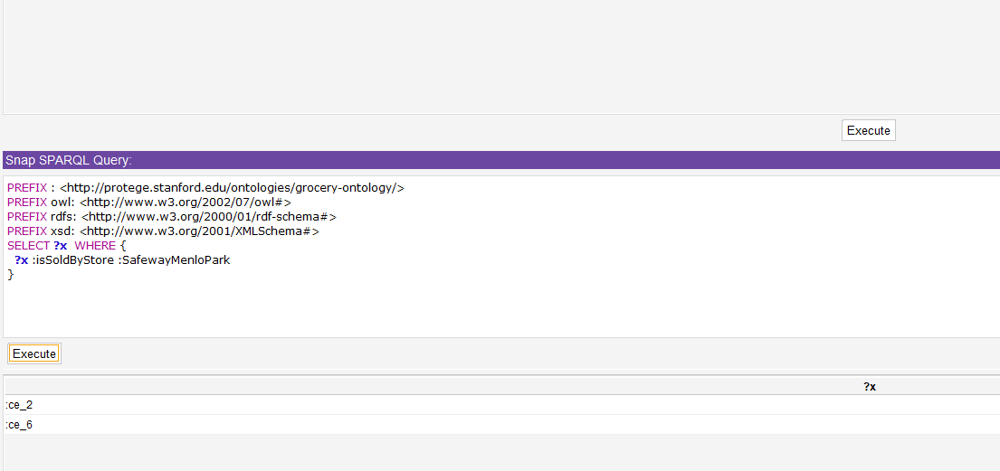 Execute
Snap SPARQL Query:
PREFIX : <http://protege.stanford.edu/ontologies/grocery-ontology/>
PREFIX owl: <http://www.w3.org/2002/07/owl#>
PREFIX rdfs: <http://www.w3.org/2000/01/rdf-schema#>
PREFIX xsd: <http://www.w3.org/2001/XMLSchema#>
SELECT ?x  WHERE {
  ?x :isSoldByStore :SafewayMenloPark
}
Execute
?x
:ce_2
:ce_6